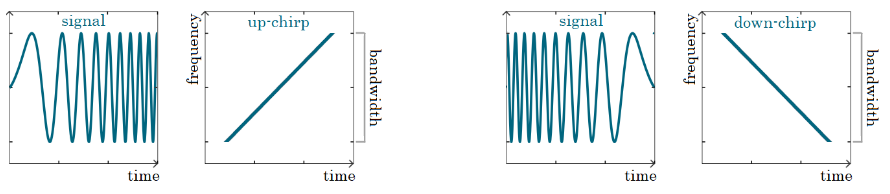 signal
time
frequency
up-chirp
bandwidth
time
signal
time
frequency
down-chirp
bandwidth
time